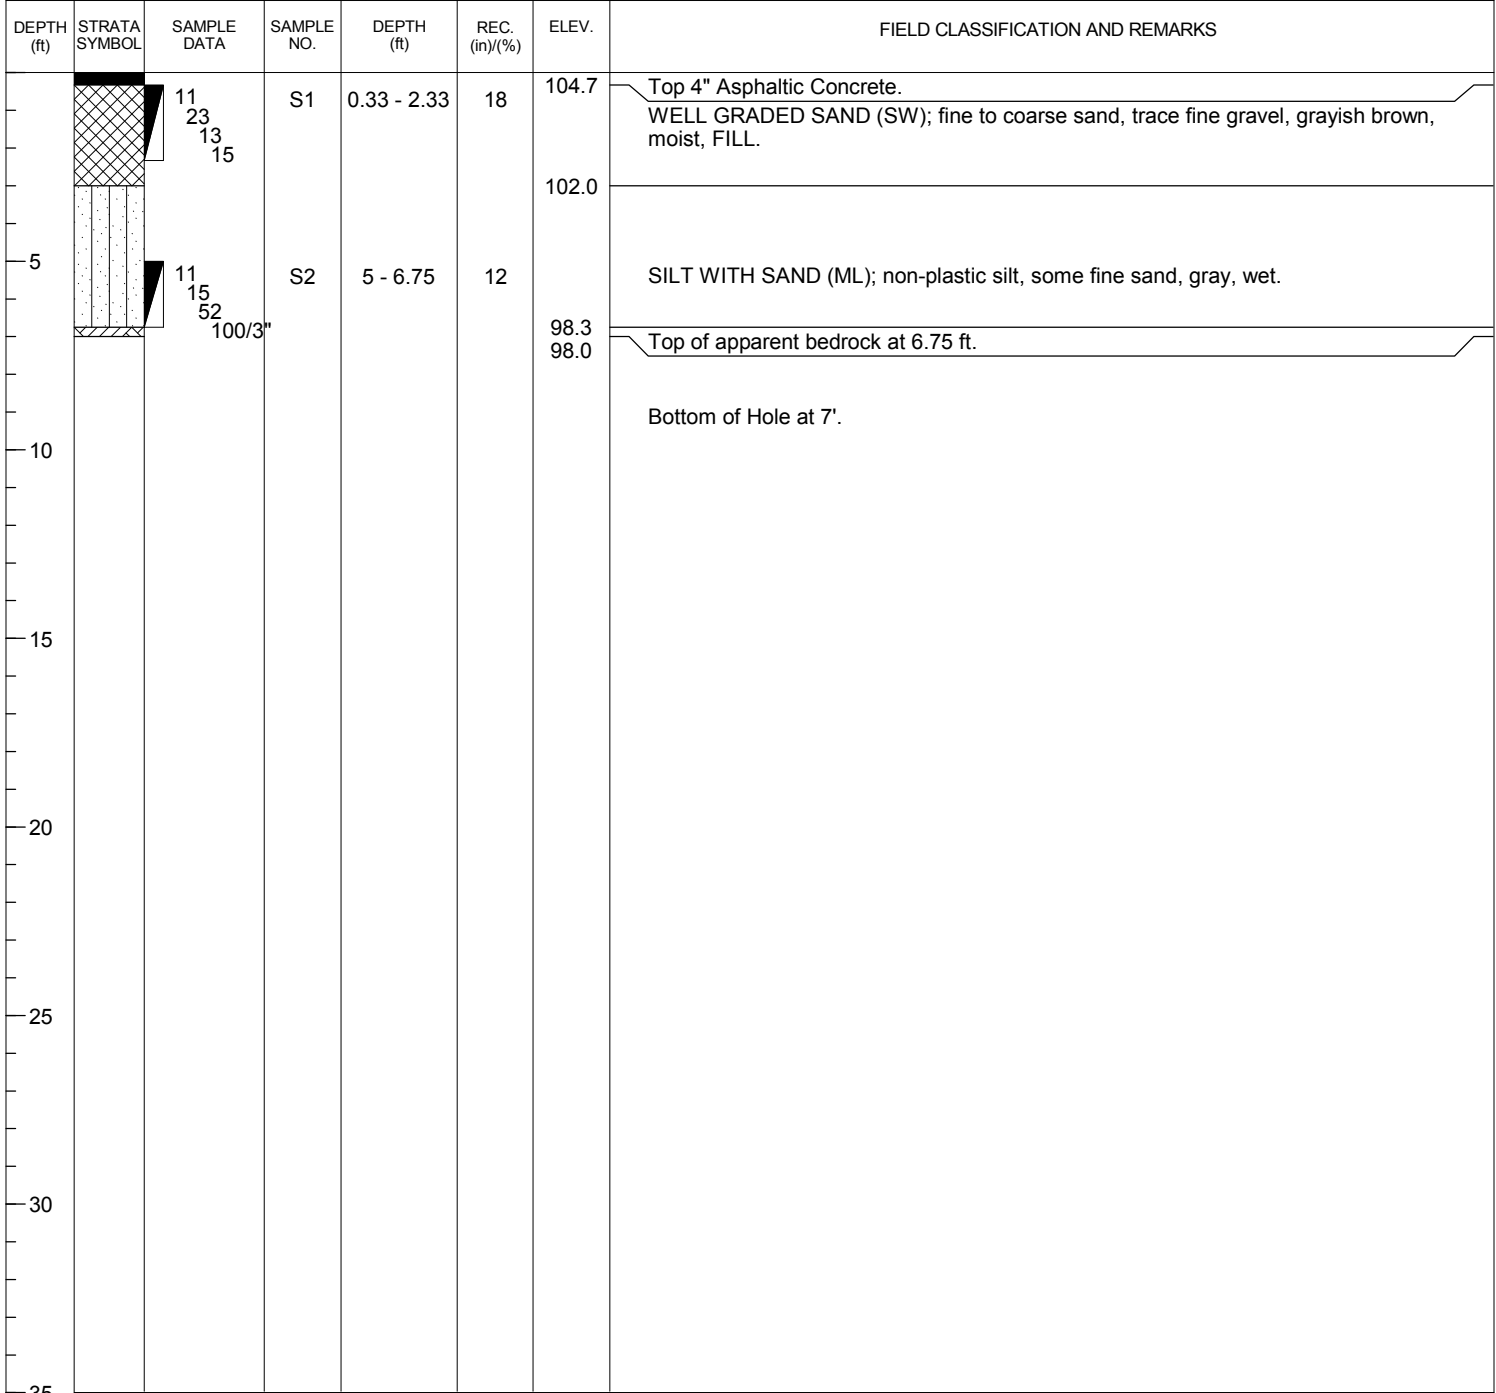 DEPTH (ft)
STRATA SYMBOL
SAMPLE DATA
SAMPLE NO.
DEPTH (ft)
REC. (in)/(%)
ELEV.
FIELD CLASSIFICATION AND REMARKS
11
23
13
15
S1
0.33 - 2.33
18
104.7
Top 4" Asphaltic Concrete.
WELL GRADED SAND (SW); fine to coarse sand, trace fine gravel, grayish brown,
moist, FILL.
102.0
5
11
15
52
100/3"
S2
5 - 6.75
12
SILT WITH SAND (ML); non-plastic silt, some fine sand, gray, wet.
98.3
98.0
Top of apparent bedrock at 6.75 ft.
Bottom of Hole at 7'.
10
15
20
25
30
35